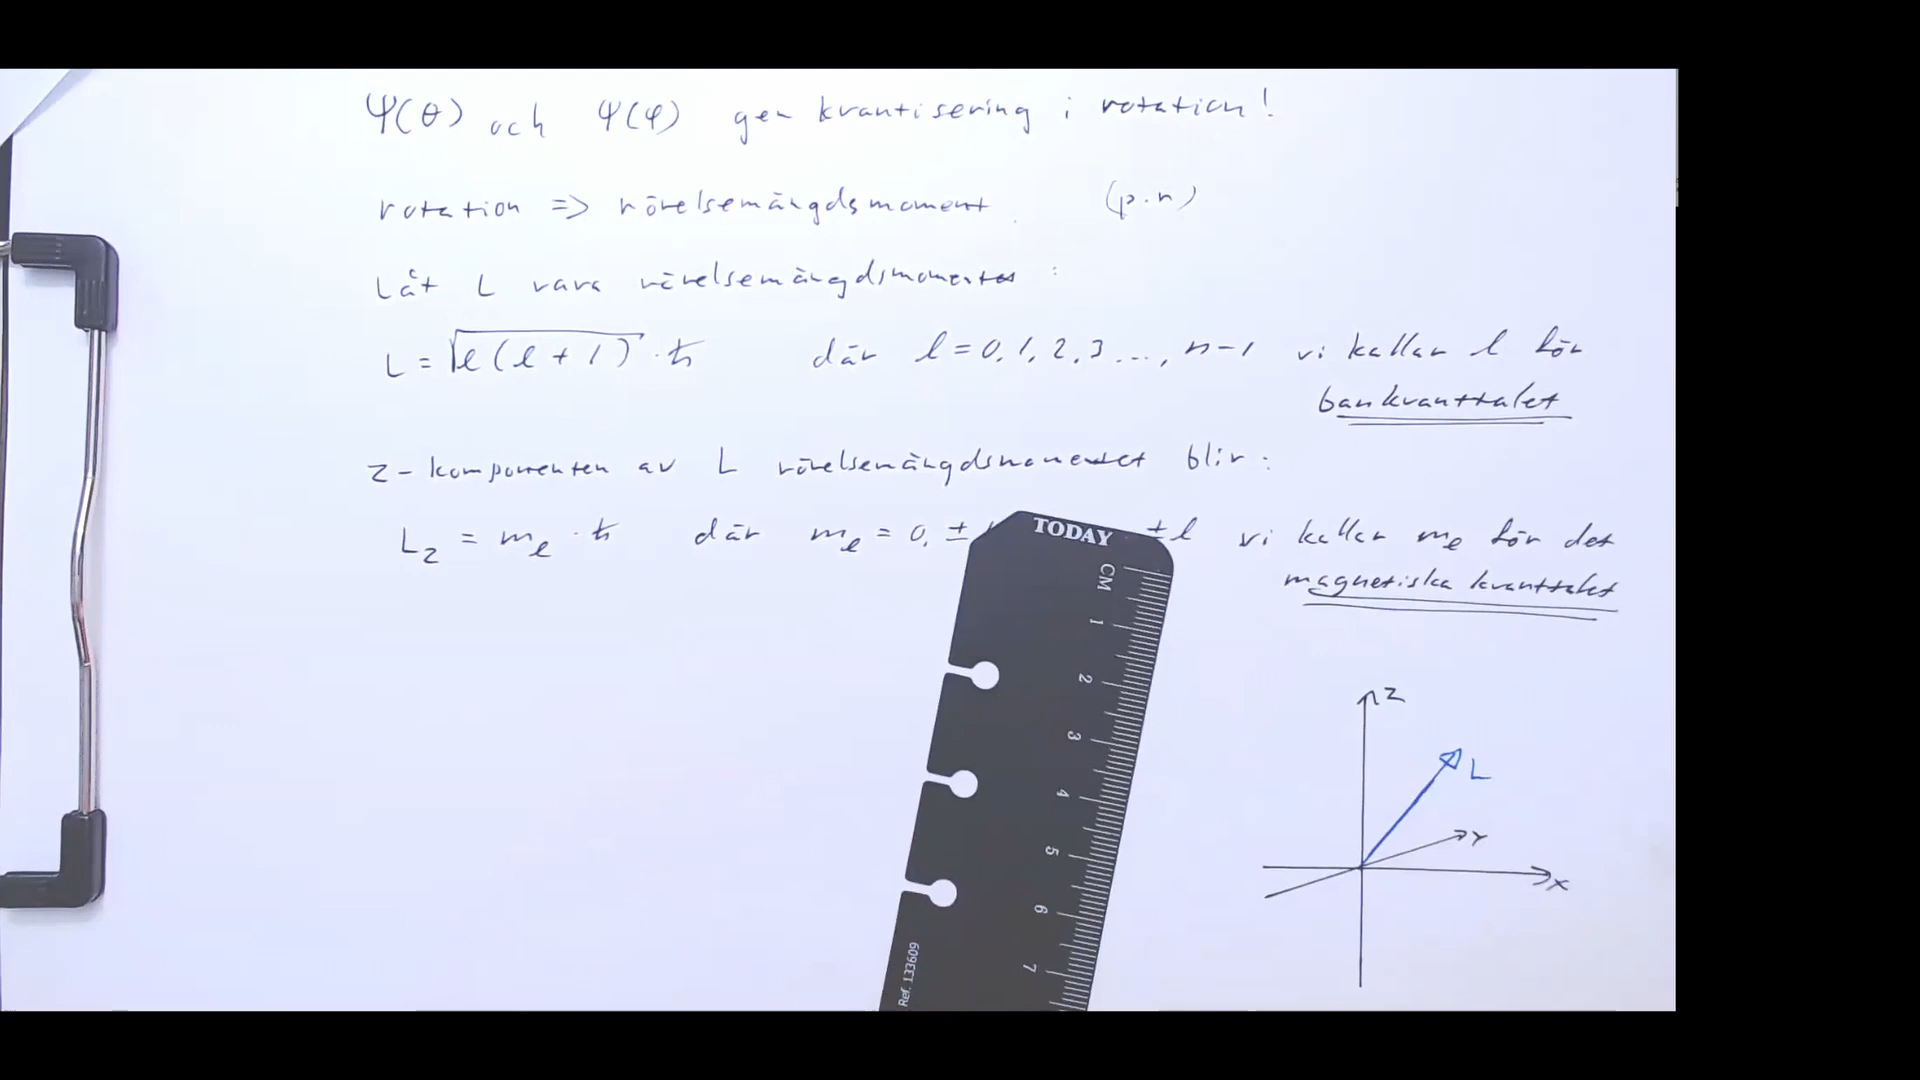 Ψ(θ) och Ψ(φ) ger kvantisering i rotation!
rotation => rörelsemängdsmoment (p·r)
Låt L vara rörelsemängdsmomentet :
L = √l(l+1) · ħ där l = 0, 1, 2, 3 ..., n-1 vi kallar l för
bankvanttalet
z-komponenten av L rörelsemängdsmomentet blir :
L_z = m_l · ħ där m_l = 0, ± ±l vi kallar m_l för det
magnetiska kvanttalet
TODAY
CM
1
2
3
4
5
6
7
Ref. 133609
z
L
Y
X